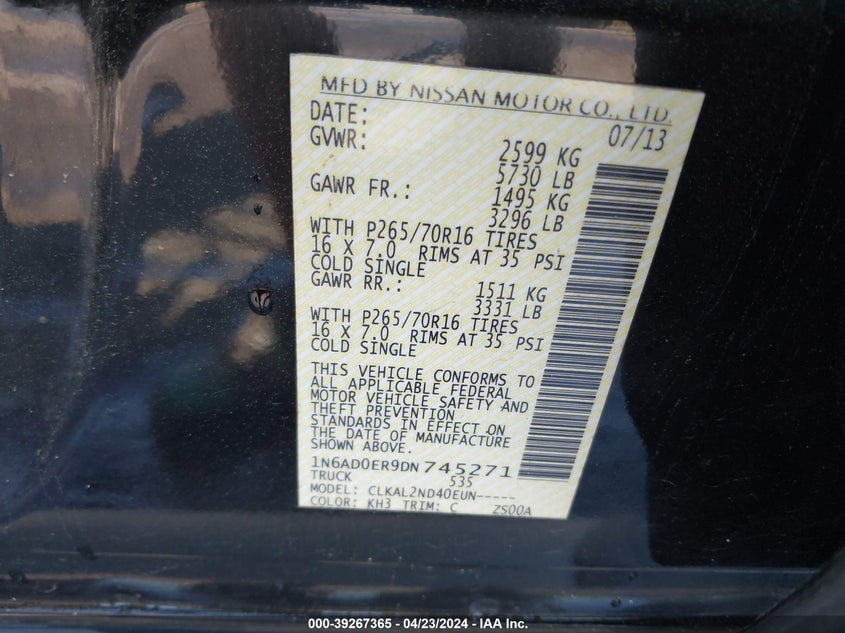 MFD BY NISSAN MOTOR CO., LTD.
DATE: 07/13
GVWR: 2599 KG
5730 LB
GAWR FR.: 1495 KG
3296 LB
WITH P265/70R16 TIRES
16 X 7.0 RIMS AT 35 PSI
COLD SINGLE
GAWR RR.: 1511 KG
3331 LB
WITH P265/70R16 TIRES
16 X 7.0 RIMS AT 35 PSI
COLD SINGLE
THIS VEHICLE CONFORMS TO
ALL APPLICABLE FEDERAL
MOTOR VEHICLE SAFETY AND
THEFT PREVENTION
STANDARDS IN EFFECT ON
THE DATE OF MANUFACTURE
SHOWN ABOVE.
1N6AD0ER9DN745271
TRUCK 535
MODEL: CLKAL2ND40EUN-----
COLOR: KH3 TRIM: C ZS00A
000-39267365 - 04/23/2024 - IAA Inc.